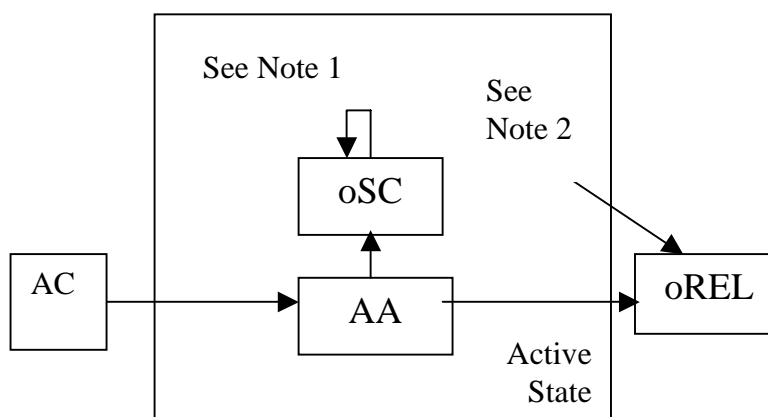 See Note 1
See
Note 2
oSC
AC
AA
oREL
Active
State